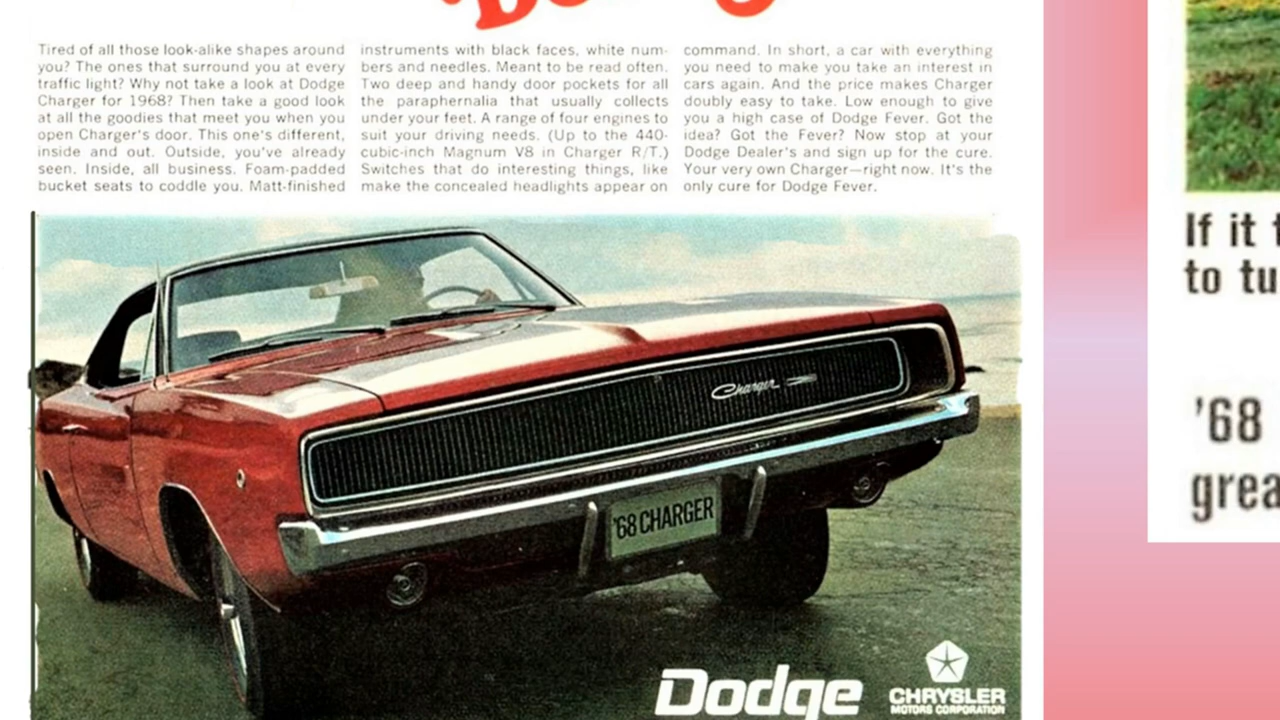 Tired of all those look-alike shapes around
you? The ones that surround you at every
traffic light? Why not take a look at Dodge
Charger for 1968? Then take a good look
at all the goodies that meet you when you
open Charger's door. This one's different,
inside and out. Outside, you've already
seen. Inside, all business. Foam-padded
bucket seats to coddle you. Matt-finished
instruments with black faces, white num-
bers and needles. Meant to be read often.
Two deep and handy door pockets for all
the paraphernalia that usually collects
under your feet. A range of four engines to
suit your driving needs. (Up to the 440-
cubic-inch Magnum V8 in Charger R/T.)
Switches that do interesting things, like
make the concealed headlights appear on
command. In short, a car with everything
you need to make you take an interest in
cars again. And the price makes Charger
doubly easy to take. Low enough to give
you a high case of Dodge Fever. Got the
idea? Got the Fever? Now stop at your
Dodge Dealer's and sign up for the cure.
Your very own Charger—right now. It's the
only cure for Dodge Fever.
Charger
'68 CHARGER
Dodge
CHRYSLER
MOTORS CORPORATION
If it
to
'68